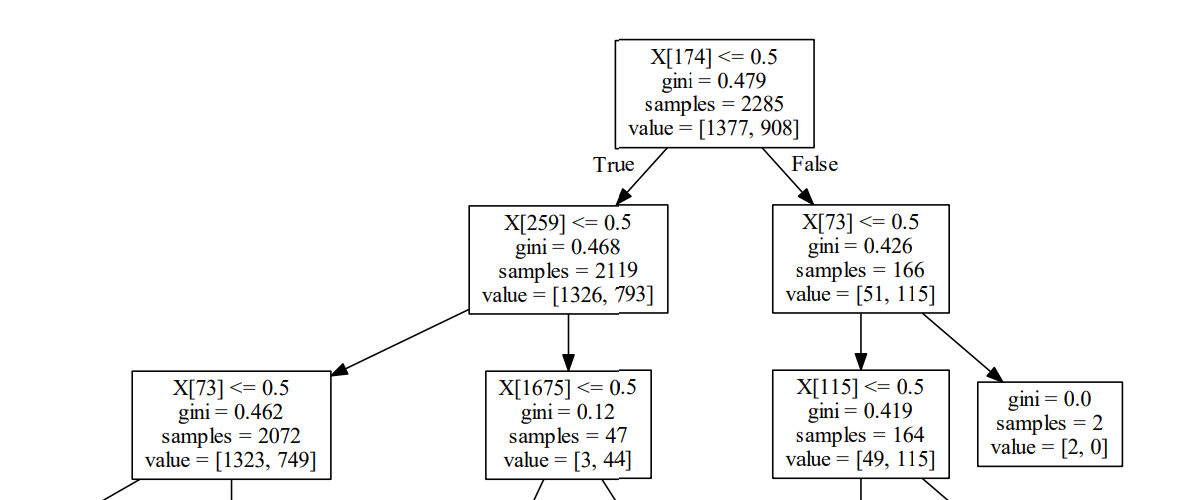 X[174] <= 0.5
gini = 0.479
samples = 2285
value = [1377, 908]
True
False
X[259] <= 0.5
gini = 0.468
samples = 2119
value = [1326, 793]
X[73] <= 0.5
gini = 0.426
samples = 166
value = [51, 115]
X[73] <= 0.5
gini = 0.462
samples = 2072
value = [1323, 749]
X[1675] <= 0.5
gini = 0.12
samples = 47
value = [3, 44]
X[115] <= 0.5
gini = 0.419
samples = 164
value = [49, 115]
gini = 0.0
samples = 2
value = [2, 0]